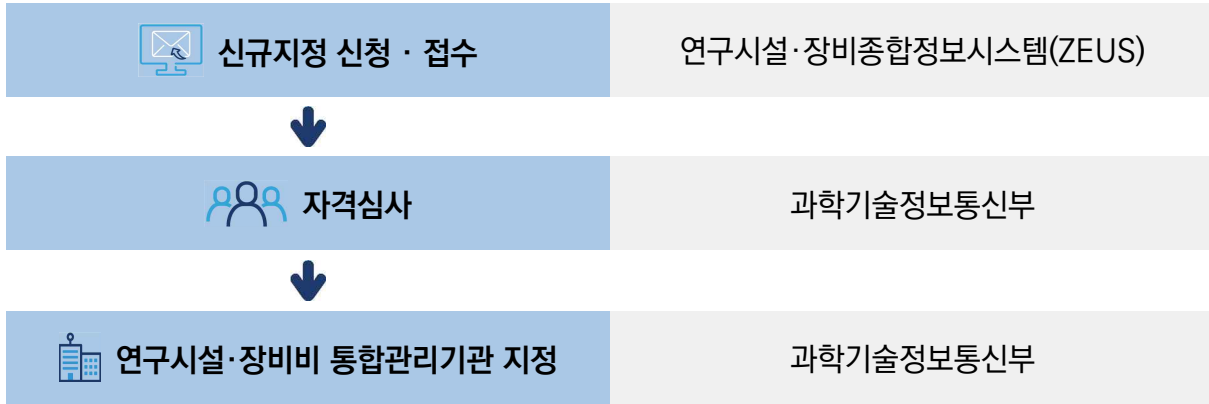 신규지정 신청 · 접수
연구시설·장비종합정보시스템(ZEUS)
자격심사
과학기술정보통신부
연구시설·장비비 통합관리기관 지정
과학기술정보통신부